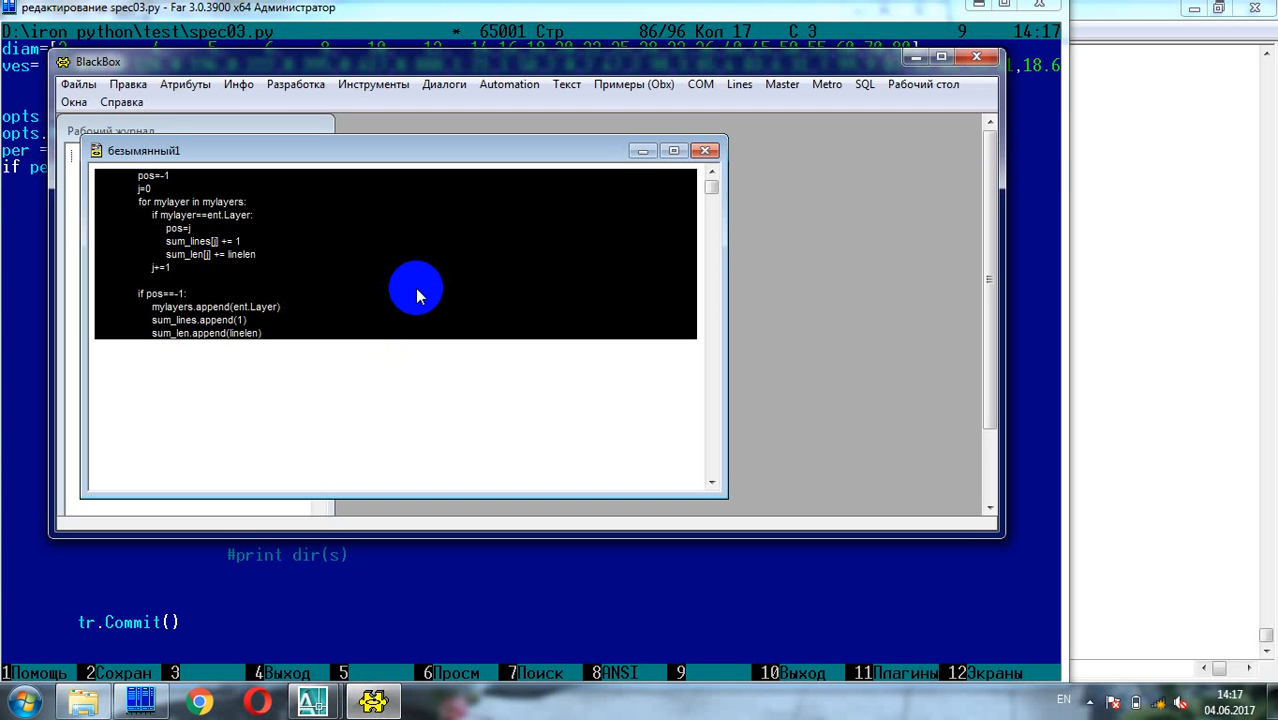 редактирование spec03.py - Far 3.0.3900 x64 Администратор
D:\iron python\test\spec03.py * 65001 Стр 86/96 Кол 17 С 3 9 14:17
diam=[
ves= ,18.6
opts
opts.
per =
if pe
BlackBox
Файлы Правка Атрибуты Инфо Разработка Инструменты Диалоги Automation Текст Примеры (Obx) COM Lines Master Metro SQL Рабочий стол
Окна Справка
Рабочий журнал
безымянный1
pos=-1
j=0
for mylayer in mylayers:
if mylayer==ent.Layer:
pos=j
sum_lines[j] += 1
sum_len[j] += linelen
j+=1
if pos==-1:
mylayers.append(ent.Layer)
sum_lines.append(1)
sum_len.append(linelen)
#print dir(s)
tr.Commit()
1Помощь 2Сохран 3 4Выход 5 6Просм 7Поиск 8ANSI 9 10Выход 11Плагины 12Экраны
EN
14:17
04.06.2017